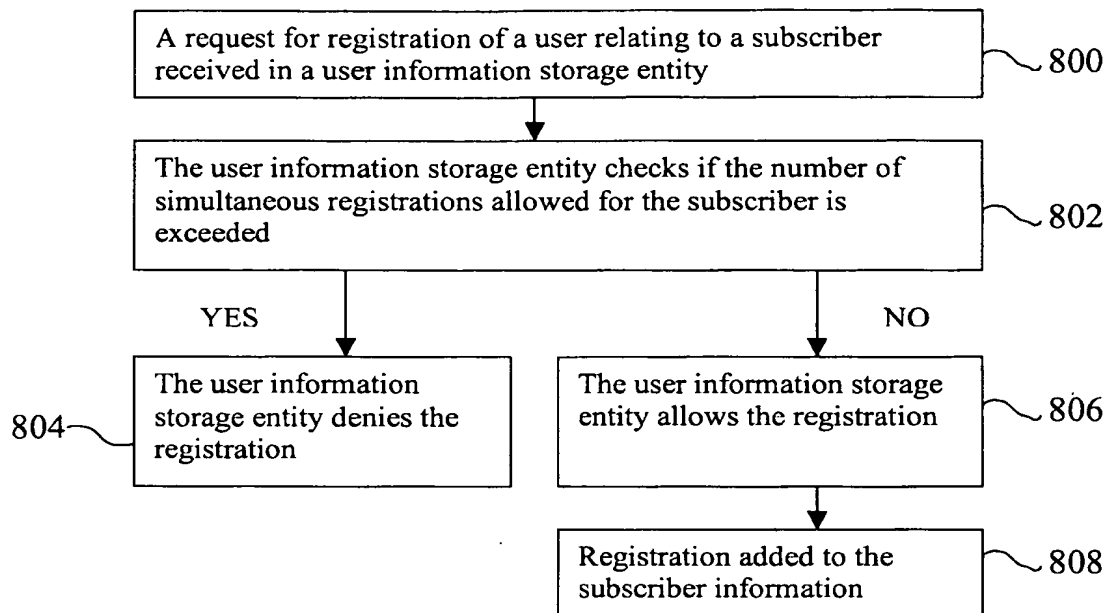 A request for registration of a user relating to a subscriber
received in a user information storage entity
800
The user information storage entity checks if the number of
simultaneous registrations allowed for the subscriber is
exceeded
802
YES
NO
The user information
storage entity denies the
registration
804
The user information storage
entity allows the registration
806
Registration added to the
subscriber information
808